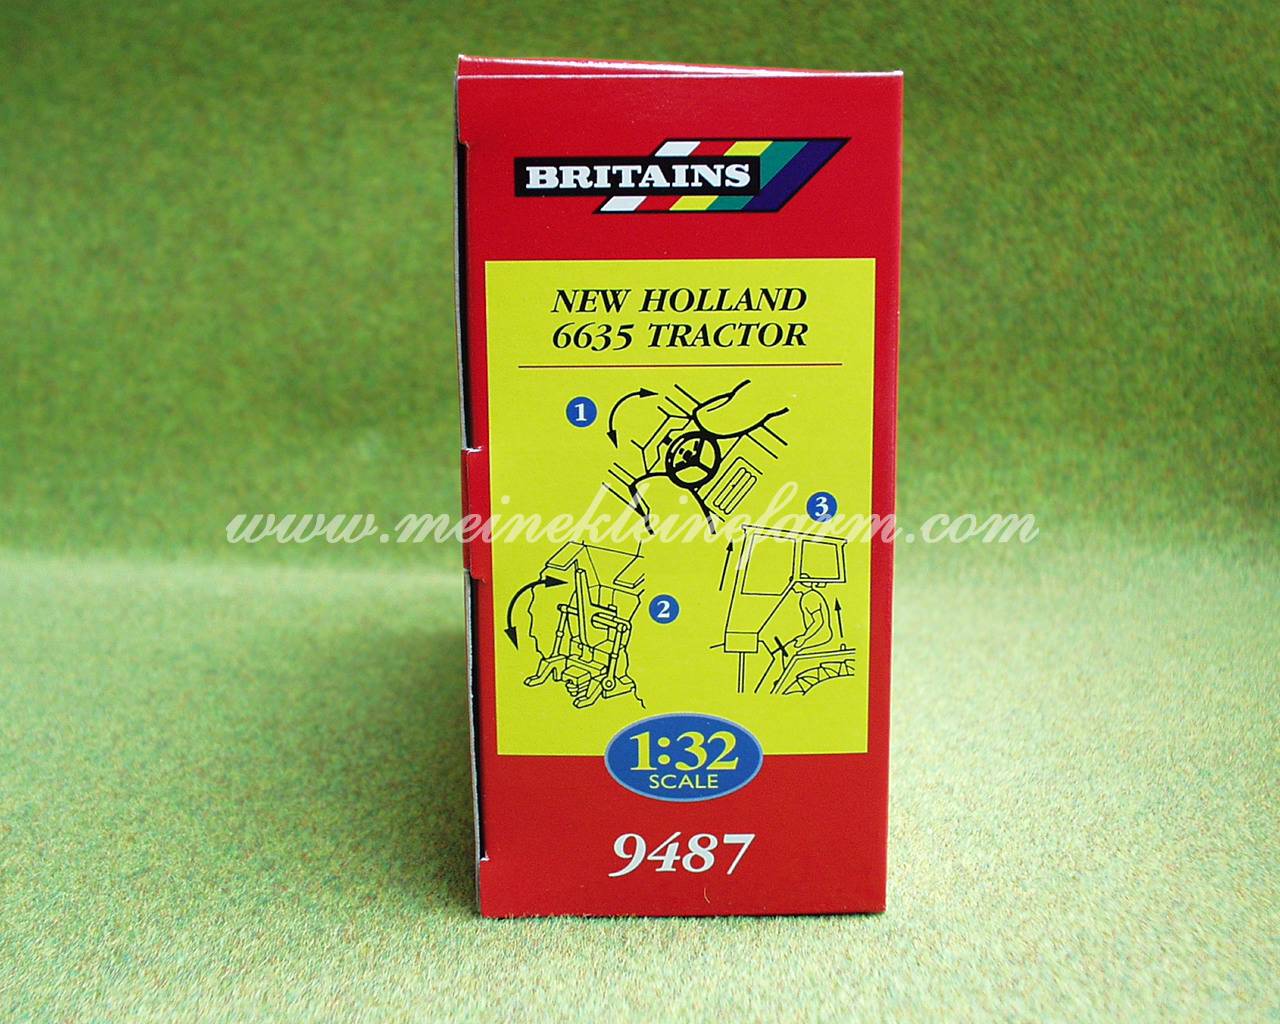 BRITAINS
NEW HOLLAND
6635 TRACTOR
1
www.meinekleinefarm.com
3
2
1:32
SCALE
9487